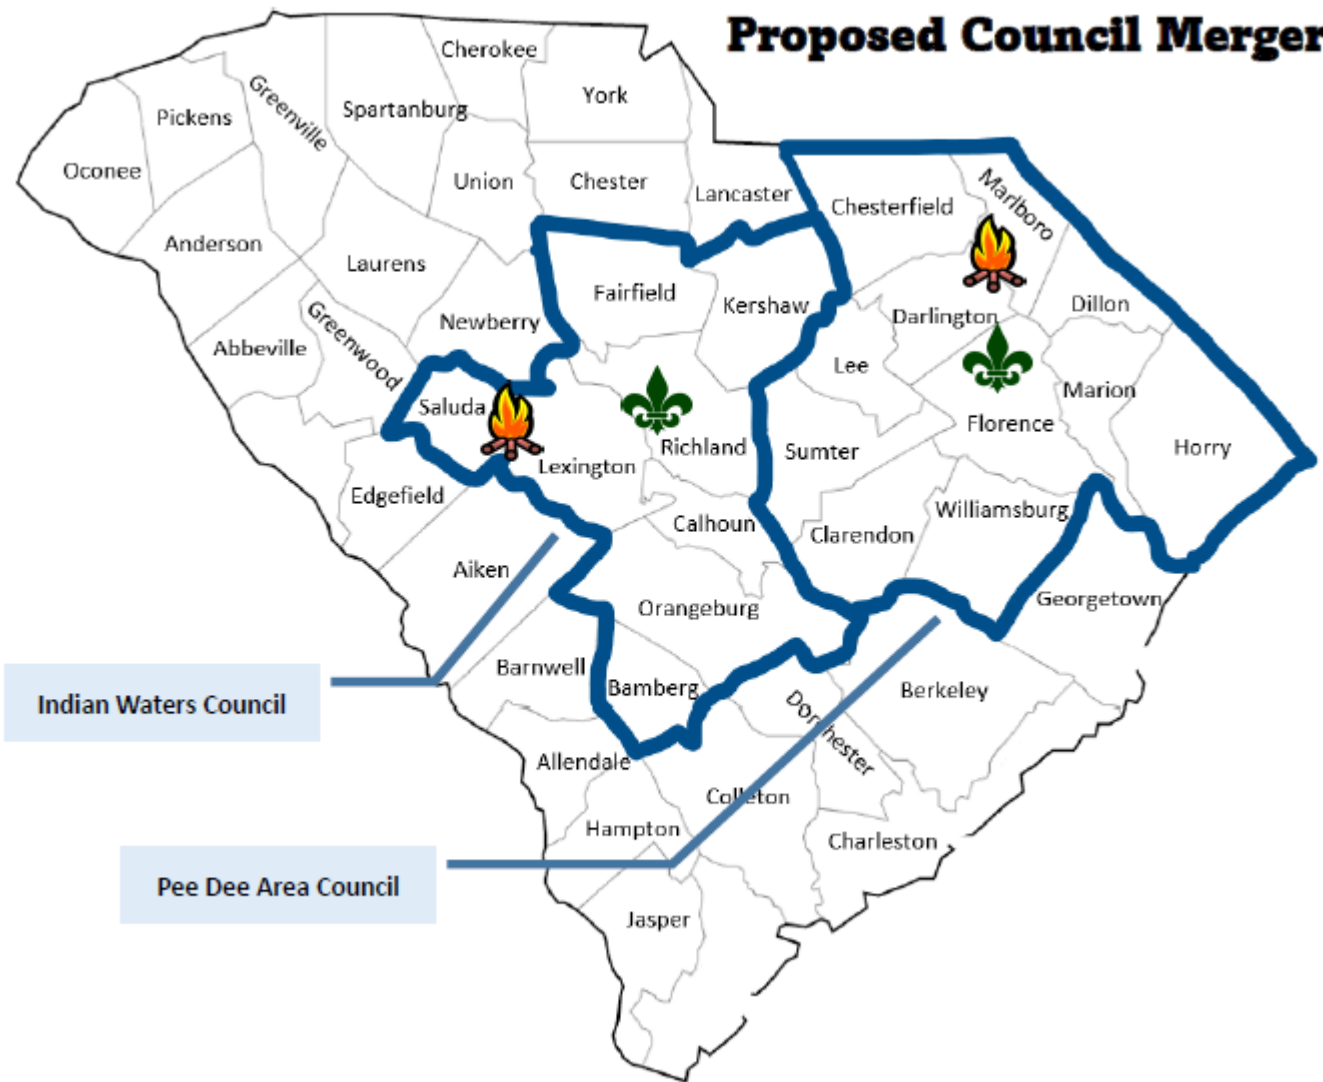 Proposed Council Merger
Cherokee
York
Spartanburg
Greenville
Pickens
Oconee
Union
Chester
Lancaster
Chesterfield
Marlboro
Anderson
Laurens
Fairfield
Kershaw
Darlington
Dillon
Newberry
Greenwood
Abbeville
Lee
Marion
Saluda
Florence
Horry
Richland
Sumter
Lexington
Edgefield
Calhoun
Williamsburg
Clarendon
Aiken
Orangeburg
Georgetown
Barnwell
Bamberg
Berkeley
Indian Waters Council
Dorchester
Allendale
Colleton
Hampton
Charleston
Pee Dee Area Council
Jasper